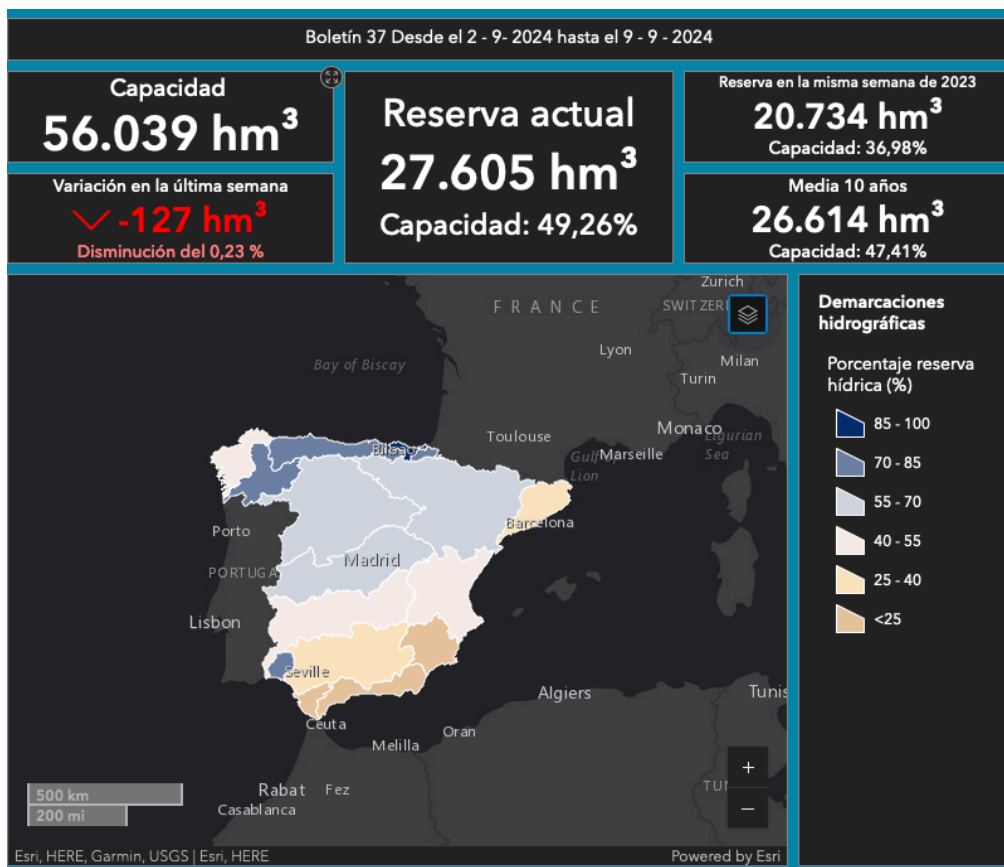 Boletín 37 Desde el 2 - 9- 2024 hasta el 9 - 9 - 2024
Capacidad
56.039 hm³
Variación en la última semana
-127 hm³
Disminución del 0,23 %
Reserva actual
27.605 hm³
Capacidad: 49,26%
Reserva en la misma semana de 2023
20.734 hm³
Capacidad: 36,98%
Media 10 años
26.614 hm³
Capacidad: 47,41%
Zurich
FRANCE
SWITZER
Lyon
Milan
Bay of Biscay
Turin
Monaco
Toulouse
Ligurian
Sea
Bilbao
Marseille
Gulf of
Lion
Barcelona
Porto
Madrid
PORTUGA
Lisbon
Seville
Algiers
Tunis
Ceuta
Oran
Melilla
Rabat
Fez
TU
Casablanca
+
−
500 km
200 mi
Esri, HERE, Garmin, USGS | Esri, HERE
Powered by Esri
Demarcaciones
hidrográficas
Porcentaje reserva
hídrica (%)
85 - 100
70 - 85
55 - 70
40 - 55
25 - 40
<25